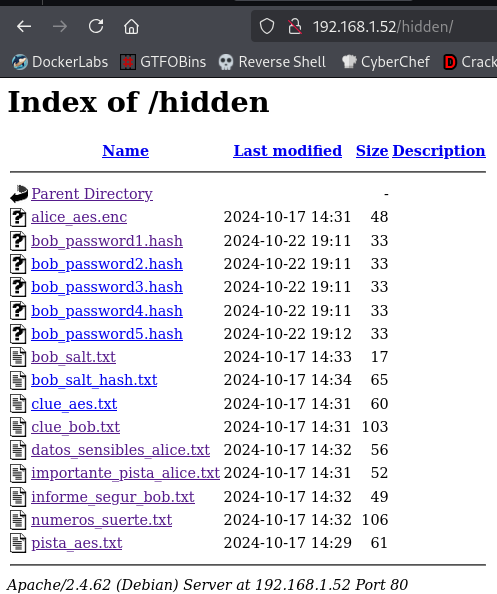 192.168.1.52/hidden/
DockerLabs GTFOBins Reverse Shell CyberChef Crack
Index of /hidden
Name Last modified Size Description
Parent Directory -
alice_aes.enc 2024-10-17 14:31 48
bob_password1.hash 2024-10-22 19:11 33
bob_password2.hash 2024-10-22 19:11 33
bob_password3.hash 2024-10-22 19:11 33
bob_password4.hash 2024-10-22 19:11 33
bob_password5.hash 2024-10-22 19:12 33
bob_salt.txt 2024-10-17 14:33 17
bob_salt_hash.txt 2024-10-17 14:34 65
clue_aes.txt 2024-10-17 14:31 60
clue_bob.txt 2024-10-17 14:31 103
datos_sensibles_alice.txt 2024-10-17 14:32 56
importante_pista_alice.txt 2024-10-17 14:31 52
informe_segur_bob.txt 2024-10-17 14:32 49
numeros_suerte.txt 2024-10-17 14:32 106
pista_aes.txt 2024-10-17 14:29 61
Apache/2.4.62 (Debian) Server at 192.168.1.52 Port 80